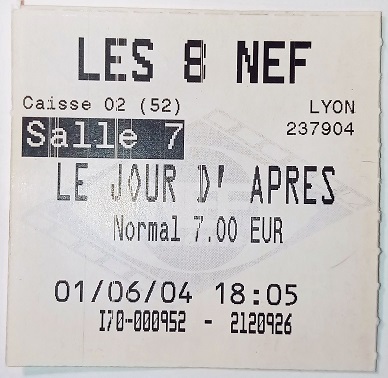 LES 8 NEF
Caisse 02 (52) LYON
Salle 7 237904
LE JOUR D' APRES
Normal 7.00 EUR
01/06/04 18:05
I70-000952 - 2120926